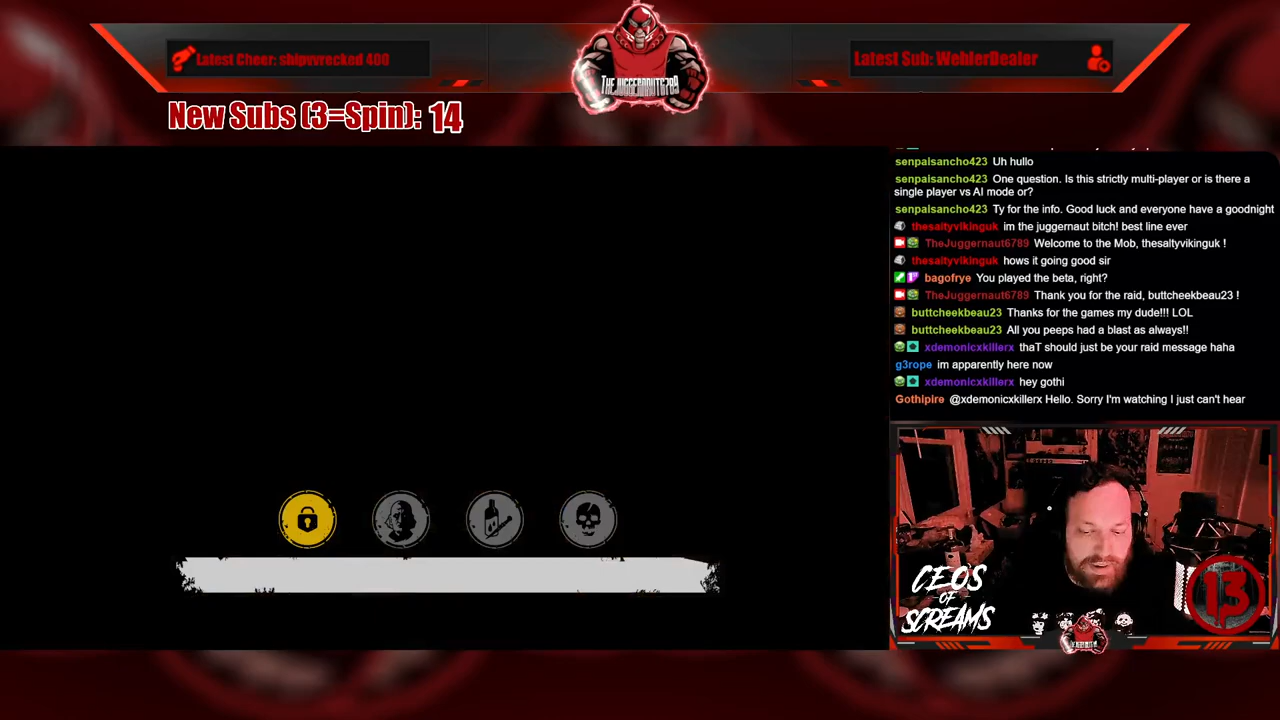 Latest Cheer: shipvvrecked 400
THEJUGGERNAUT6789
Latest Sub: WehlerDealer
New Subs (3=Spin): 14
senpaisancho423 Uh hullo
senpaisancho423 One question. Is this strictly multi-player or is there a
single player vs AI mode or?
senpaisancho423 Ty for the info. Good luck and everyone have a goodnight
thesaltyvikinguk im the juggernaut bitch! best line ever
TheJuggernaut6789 Welcome to the Mob, thesaltyvikinguk !
thesaltyvikinguk hows it going good sir
bagofrye You played the beta, right?
TheJuggernaut6789 Thank you for the raid, buttcheekbeau23 !
buttcheekbeau23 Thanks for the games my dude!!! LOL
buttcheekbeau23 All you peeps had a blast as always!!
xdemonicxkillerx thaT should just be your raid message haha
g3rope im apparently here now
xdemonicxkillerx hey gothi
Gothipire @xdemonicxkillerx Hello. Sorry I'm watching I just can't hear
CEOS
OF
SCREAMS
13